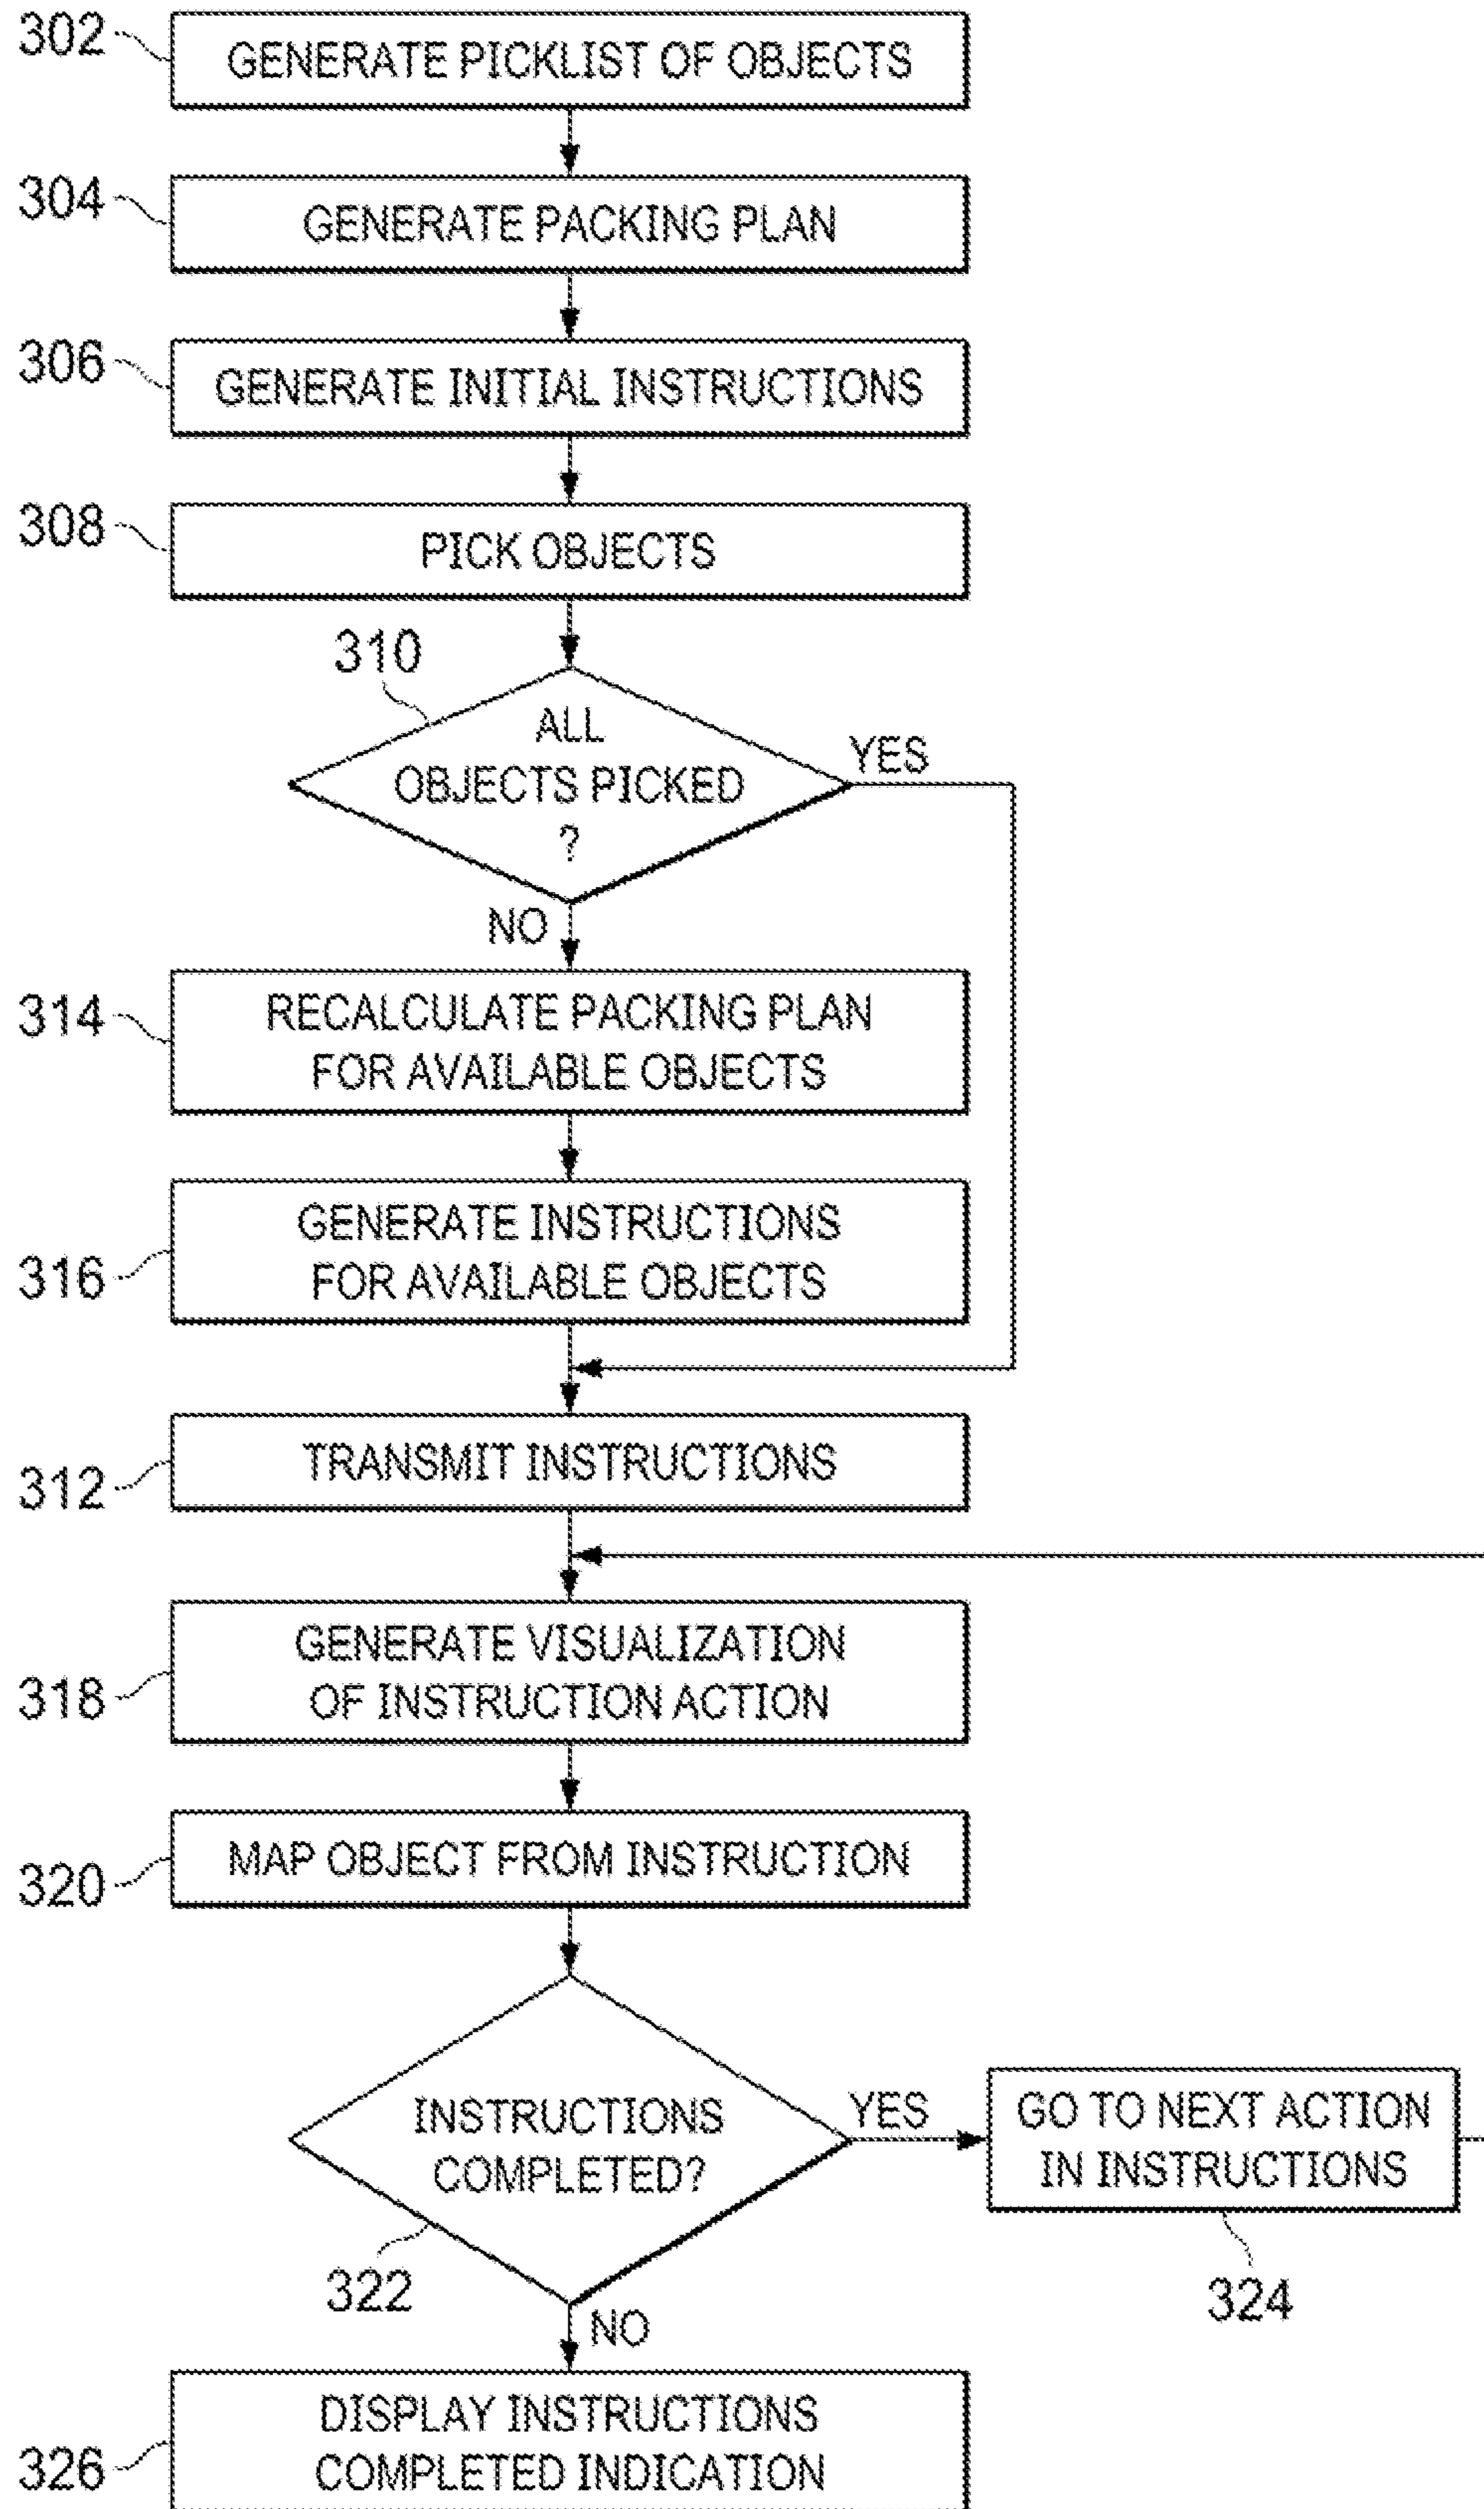 302
GENERATE PICKLIST OF OBJECTS
304
GENERATE PACKING PLAN
306
GENERATE INITIAL INSTRUCTIONS
308
PICK OBJECTS
310
ALL
OBJECTS PICKED
?
YES
NO
314
RECALCULATE PACKING PLAN
FOR AVAILABLE OBJECTS
316
GENERATE INSTRUCTIONS
FOR AVAILABLE OBJECTS
312
TRANSMIT INSTRUCTIONS
318
GENERATE VISUALIZATION
OF INSTRUCTION ACTION
320
MAP OBJECT FROM INSTRUCTION
INSTRUCTIONS
COMPLETED?
322
YES
GO TO NEXT ACTION
IN INSTRUCTIONS
324
NO
326
DISPLAY INSTRUCTIONS
COMPLETED INDICATION